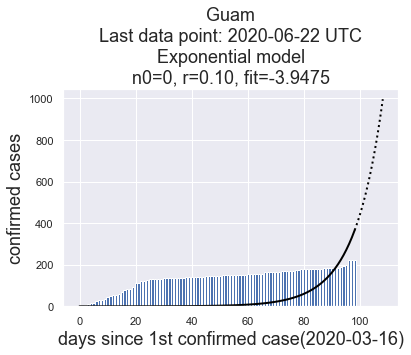 Guam
Last data point: 2020-06-22 UTC
Exponential model
n0=0, r=0.10, fit=-3.9475
1000
800
600
400
200
0
confirmed cases
0 20 40 60 80 100
days since 1st confirmed case(2020-03-16)